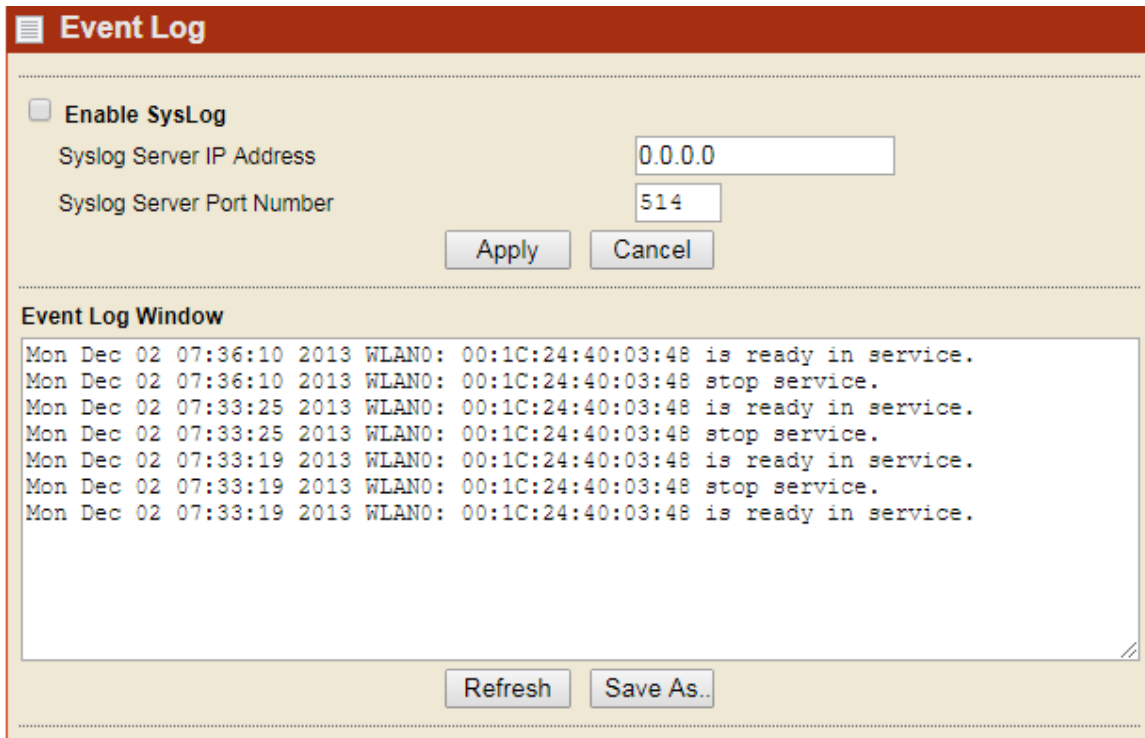 Event Log
Enable SysLog
Syslog Server IP Address 0.0.0.0
Syslog Server Port Number 514
Apply Cancel
Event Log Window
Mon Dec 02 07:36:10 2013 WLAN0: 00:1C:24:40:03:48 is ready in service.
Mon Dec 02 07:36:10 2013 WLAN0: 00:1C:24:40:03:48 stop service.
Mon Dec 02 07:33:25 2013 WLAN0: 00:1C:24:40:03:48 is ready in service.
Mon Dec 02 07:33:25 2013 WLAN0: 00:1C:24:40:03:48 stop service.
Mon Dec 02 07:33:19 2013 WLAN0: 00:1C:24:40:03:48 is ready in service.
Mon Dec 02 07:33:19 2013 WLAN0: 00:1C:24:40:03:48 stop service.
Mon Dec 02 07:33:19 2013 WLAN0: 00:1C:24:40:03:48 is ready in service.
Refresh Save As..